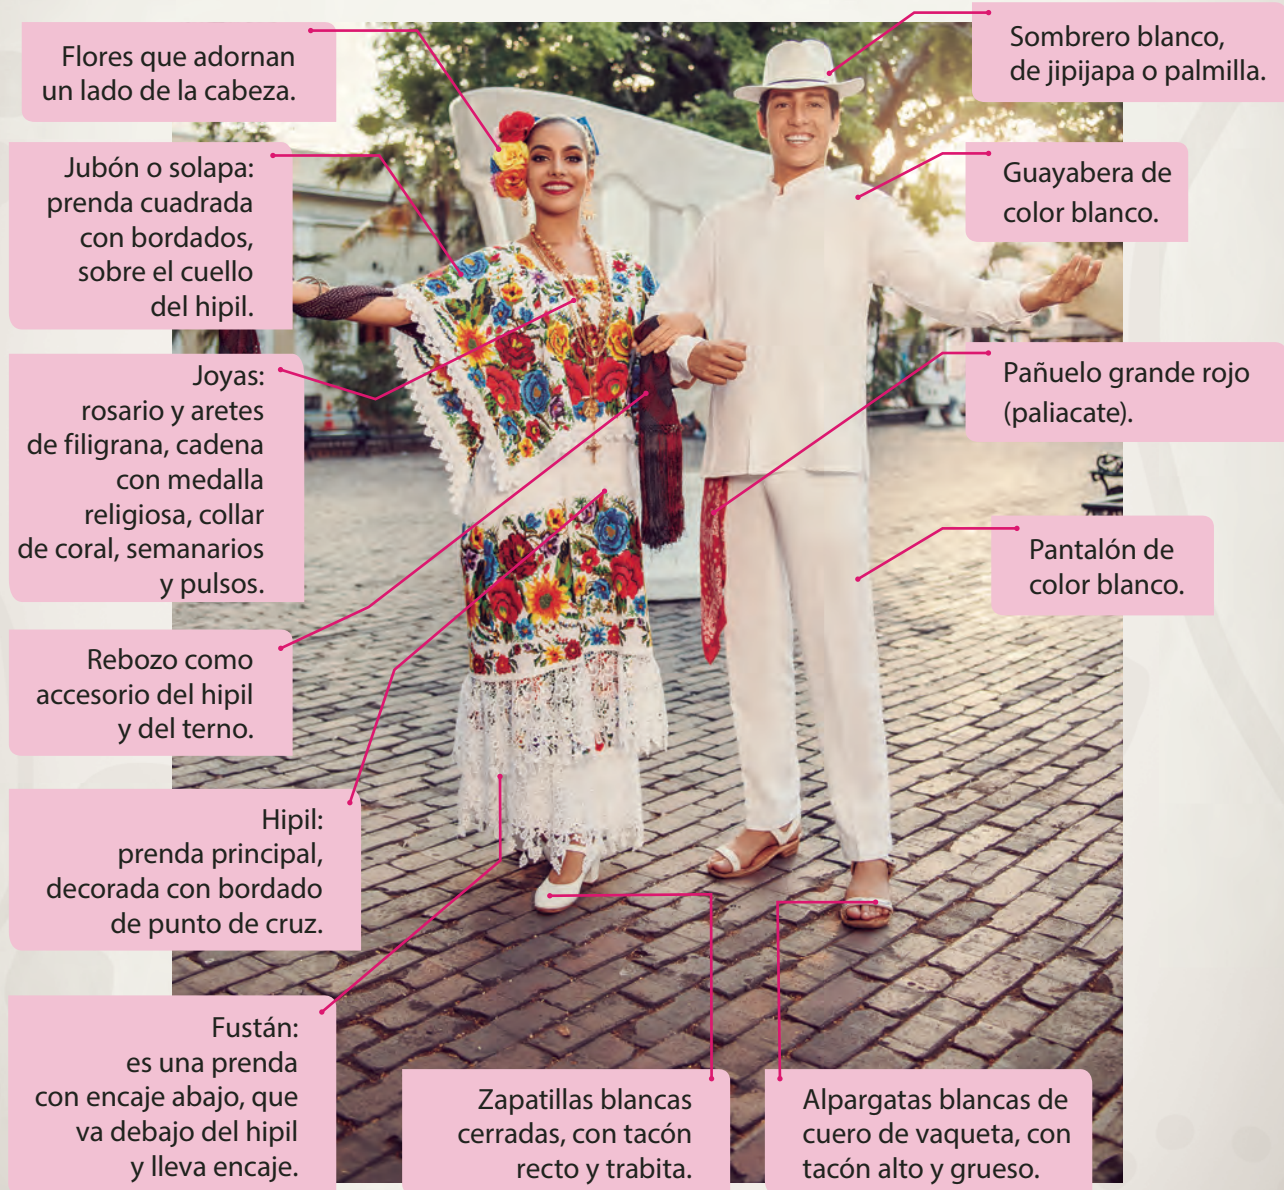 Flores que adornan
un lado de la cabeza.
Jubón o solapa:
prenda cuadrada
con bordados,
sobre el cuello
del hipil.
Joyas:
rosario y aretes
de filigrana, cadena
con medalla
religiosa, collar
de coral, semanarios
y pulsos.
Rebozo como
accesorio del hipil
y del terno.
Hipil:
prenda principal,
decorada con bordado
de punto de cruz.
Fustán:
es una prenda
con encaje abajo, que
va debajo del hipil
y lleva encaje.
Zapatillas blancas
cerradas, con tacón
recto y trabita.
Alpargatas blancas de
cuero de vaqueta, con
tacón alto y grueso.
Sombrero blanco,
de jipijapa o palmilla.
Guayabera de
color blanco.
Pañuelo grande rojo
(paliacate).
Pantalón de
color blanco.